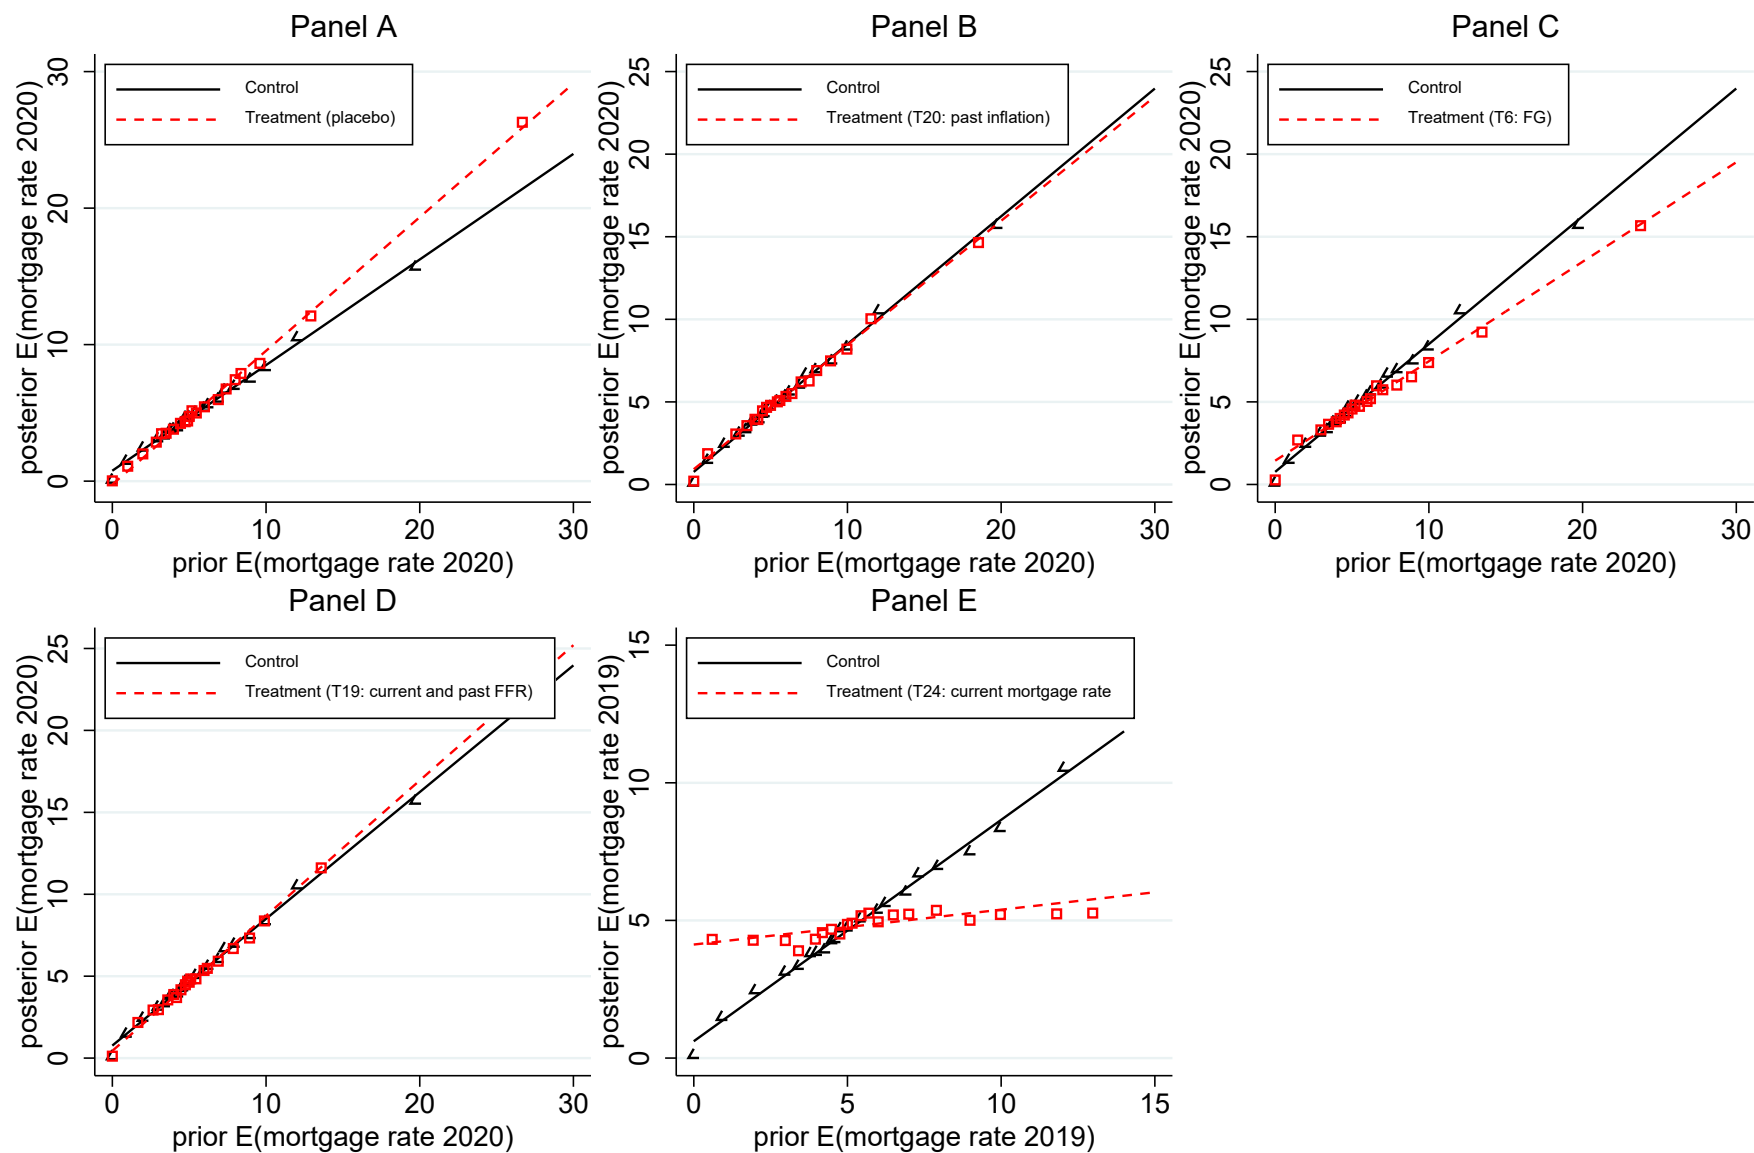 Panel A
posterior E(mortgage rate 2020)
30
20
10
0
Control
Treatment (placebo)
0 10 20 30
prior E(mortgage rate 2020)
Panel B
posterior E(mortgage rate 2020)
25
20
15
10
5
0
Control
Treatment (T20: past inflation)
0 10 20 30
prior E(mortgage rate 2020)
Panel C
posterior E(mortgage rate 2020)
25
20
15
10
5
0
Control
Treatment (T6: FG)
0 10 20 30
prior E(mortgage rate 2020)
Panel D
posterior E(mortgage rate 2020)
25
20
15
10
5
0
Control
Treatment (T19: current and past FFR)
0 10 20 30
prior E(mortgage rate 2020)
Panel E
posterior E(mortgage rate 2019)
15
10
5
0
Control
Treatment (T24: current mortgage rate
0 5 10 15
prior E(mortgage rate 2019)